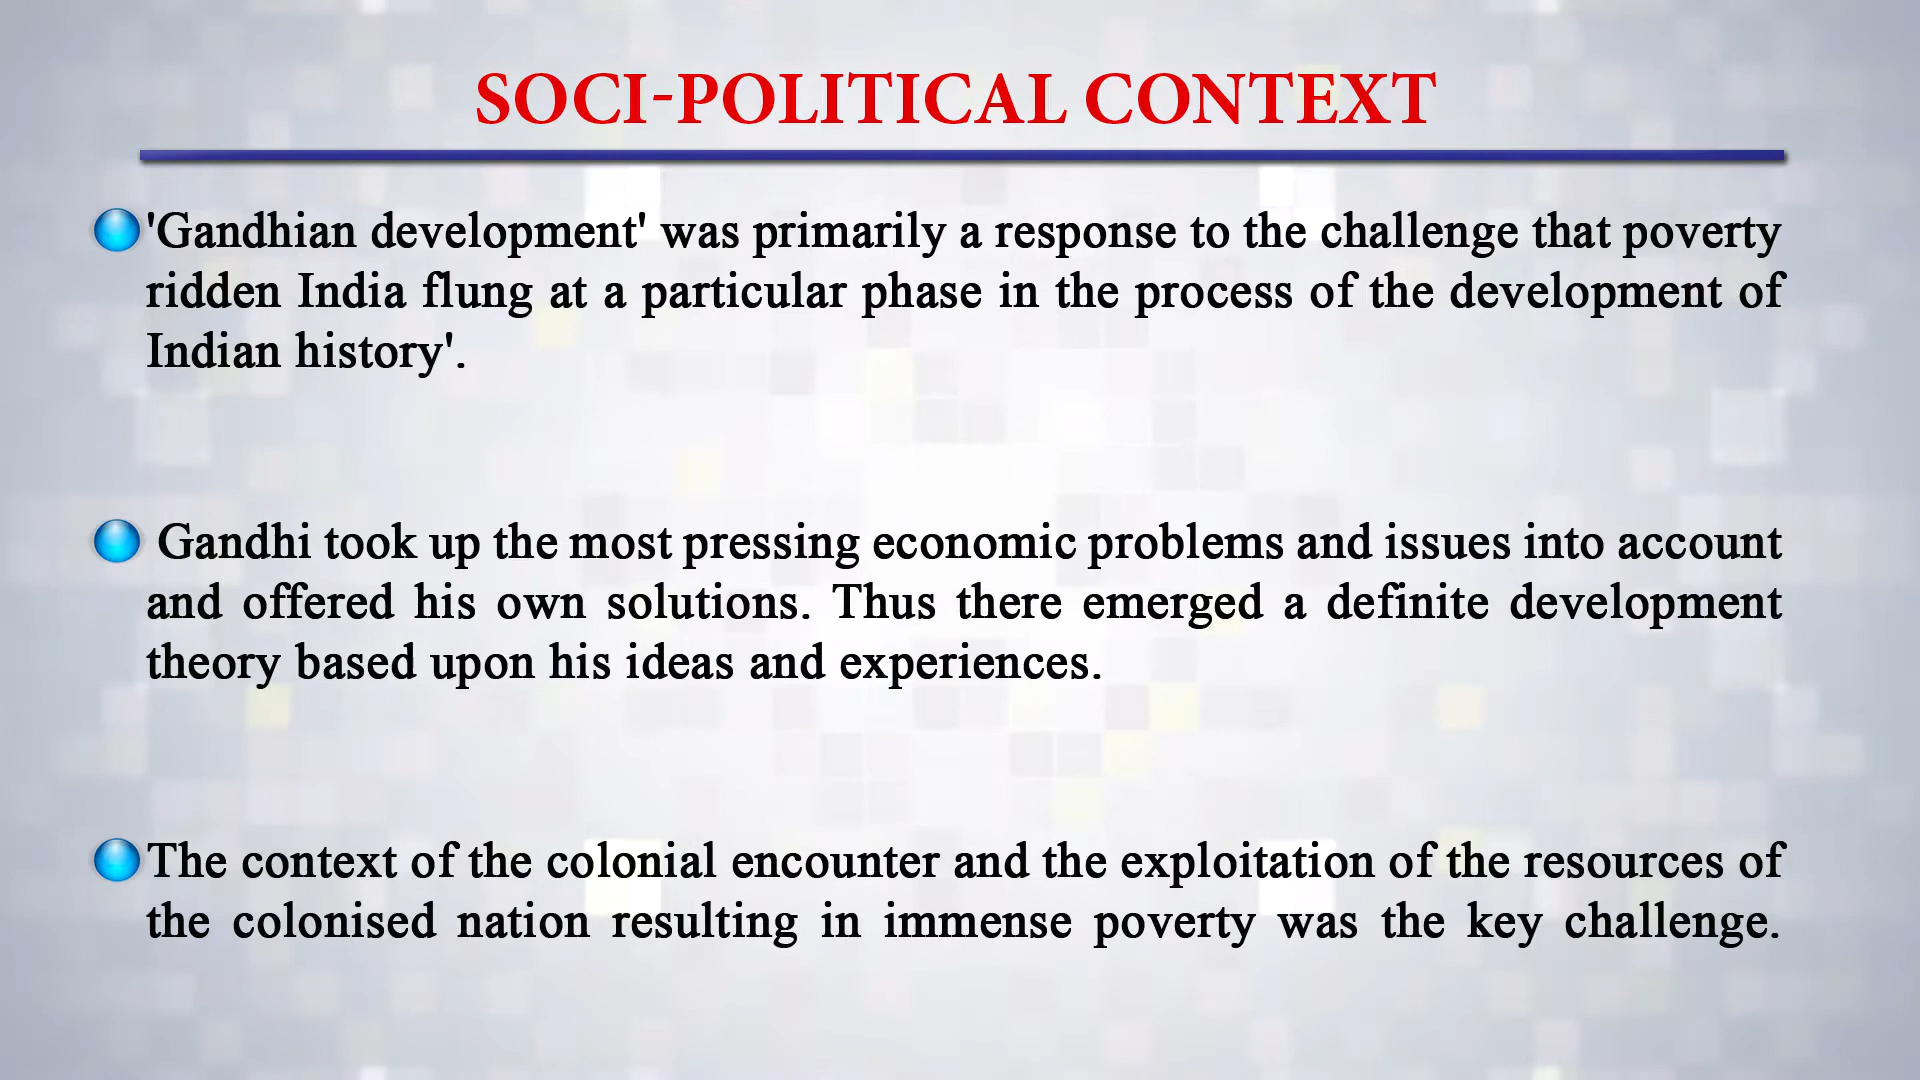 SOCI-POLITICAL CONTEXT
'Gandhian development' was primarily a response to the challenge that poverty
ridden India flung at a particular phase in the process of the development of
Indian history'.
Gandhi took up the most pressing economic problems and issues into account
and offered his own solutions. Thus there emerged a definite development
theory based upon his ideas and experiences.
The context of the colonial encounter and the exploitation of the resources of
the colonised nation resulting in immense poverty was the key challenge.